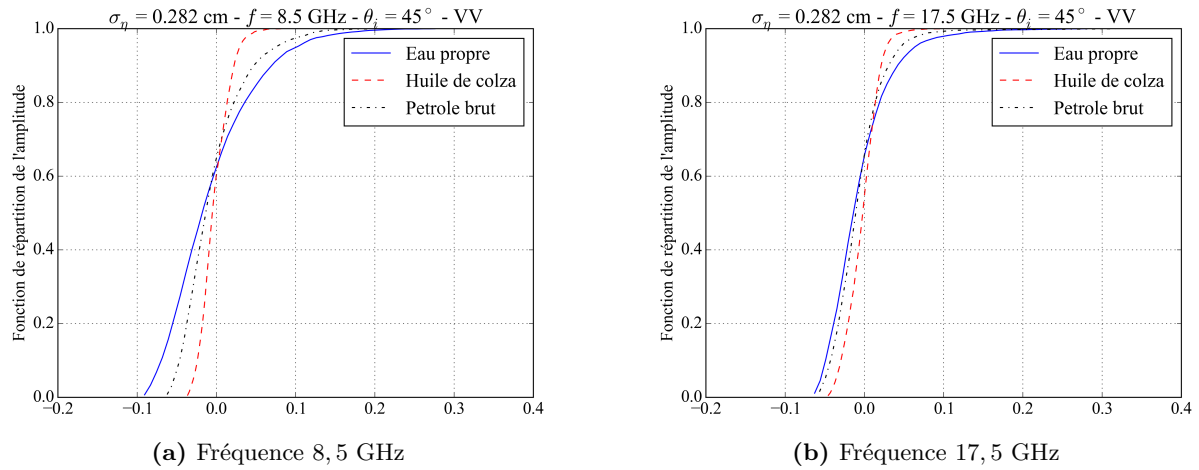 σ_η = 0.282 cm - f = 8.5 GHz - θ_i = 45° - VV
Fonction de répartition de l'amplitude
1.0
0.8
0.6
0.4
0.2
0.0
−0.2 −0.1 0.0 0.1 0.2 0.3 0.4
Eau propre
Huile de colza
Petrole brut
(a) Fréquence 8, 5 GHz
σ_η = 0.282 cm - f = 17.5 GHz - θ_i = 45° - VV
Fonction de répartition de l'amplitude
1.0
0.8
0.6
0.4
0.2
0.0
−0.2 −0.1 0.0 0.1 0.2 0.3 0.4
Eau propre
Huile de colza
Petrole brut
(b) Fréquence 17, 5 GHz